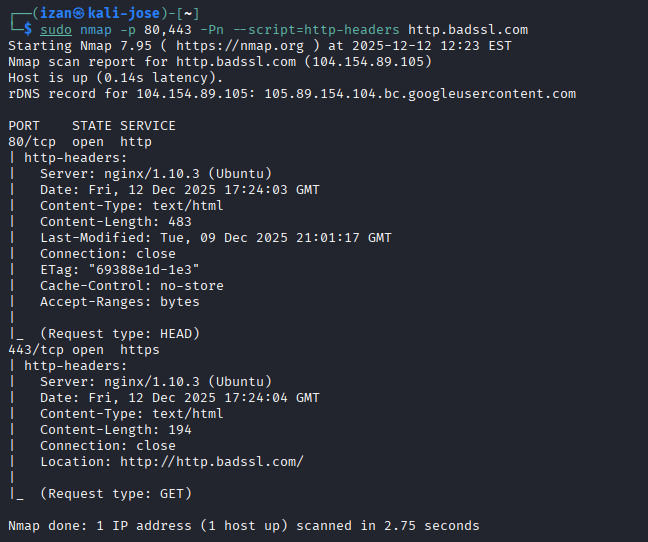 ┌──(izan㉿kali-jose)-[~]
└─$ sudo nmap -p 80,443 -Pn --script=http-headers http.badssl.com
Starting Nmap 7.95 ( https://nmap.org ) at 2025-12-12 12:23 EST
Nmap scan report for http.badssl.com (104.154.89.105)
Host is up (0.14s latency).
rDNS record for 104.154.89.105: 105.89.154.104.bc.googleusercontent.com

PORT    STATE SERVICE
80/tcp  open  http
| http-headers:
|   Server: nginx/1.10.3 (Ubuntu)
|   Date: Fri, 12 Dec 2025 17:24:03 GMT
|   Content-Type: text/html
|   Content-Length: 483
|   Last-Modified: Tue, 09 Dec 2025 21:01:17 GMT
|   Connection: close
|   ETag: "69388e1d-1e3"
|   Cache-Control: no-store
|   Accept-Ranges: bytes
|
|_  (Request type: HEAD)
443/tcp open  https
| http-headers:
|   Server: nginx/1.10.3 (Ubuntu)
|   Date: Fri, 12 Dec 2025 17:24:04 GMT
|   Content-Type: text/html
|   Content-Length: 194
|   Connection: close
|   Location: http://http.badssl.com/
|
|_  (Request type: GET)

Nmap done: 1 IP address (1 host up) scanned in 2.75 seconds